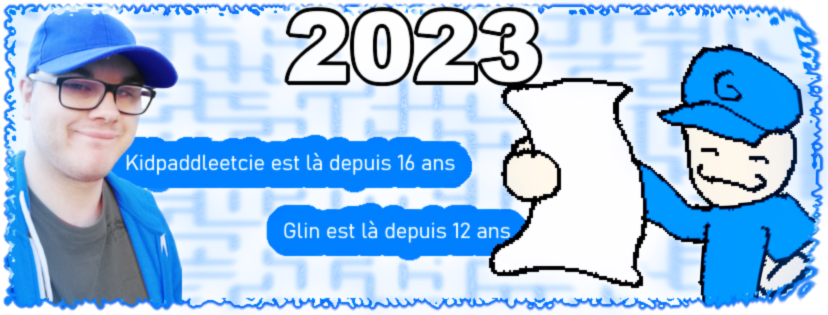 2023
Kidpaddleetcie est là depuis 16 ans
Glin est là depuis 12 ans
G